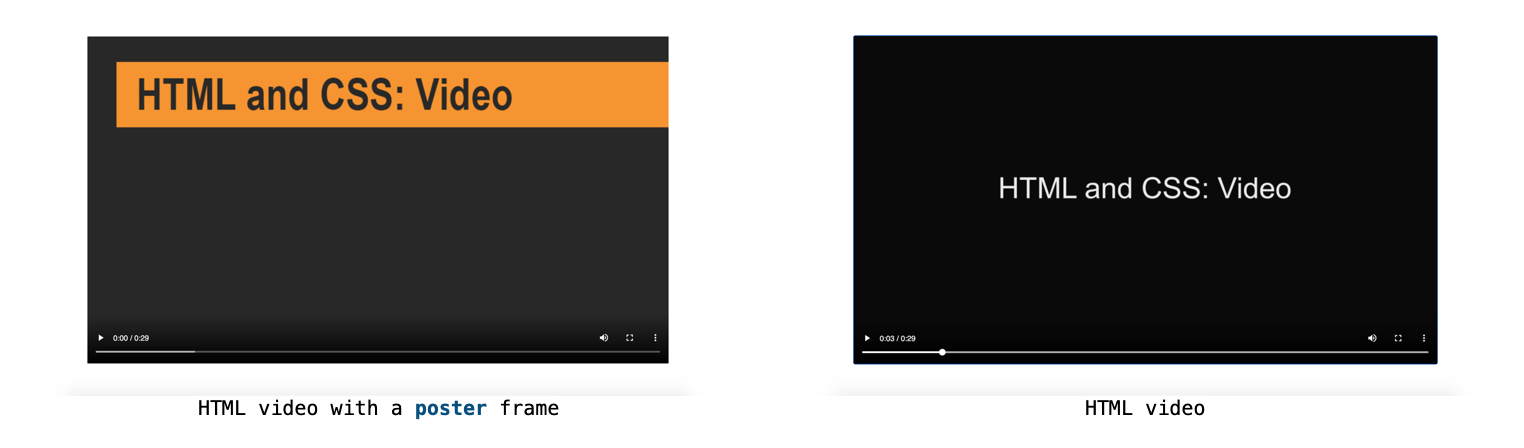 HTML and CSS: Video
0:00 / 0:29
HTML video with a poster frame
HTML and CSS: Video
0:03 / 0:29
HTML video